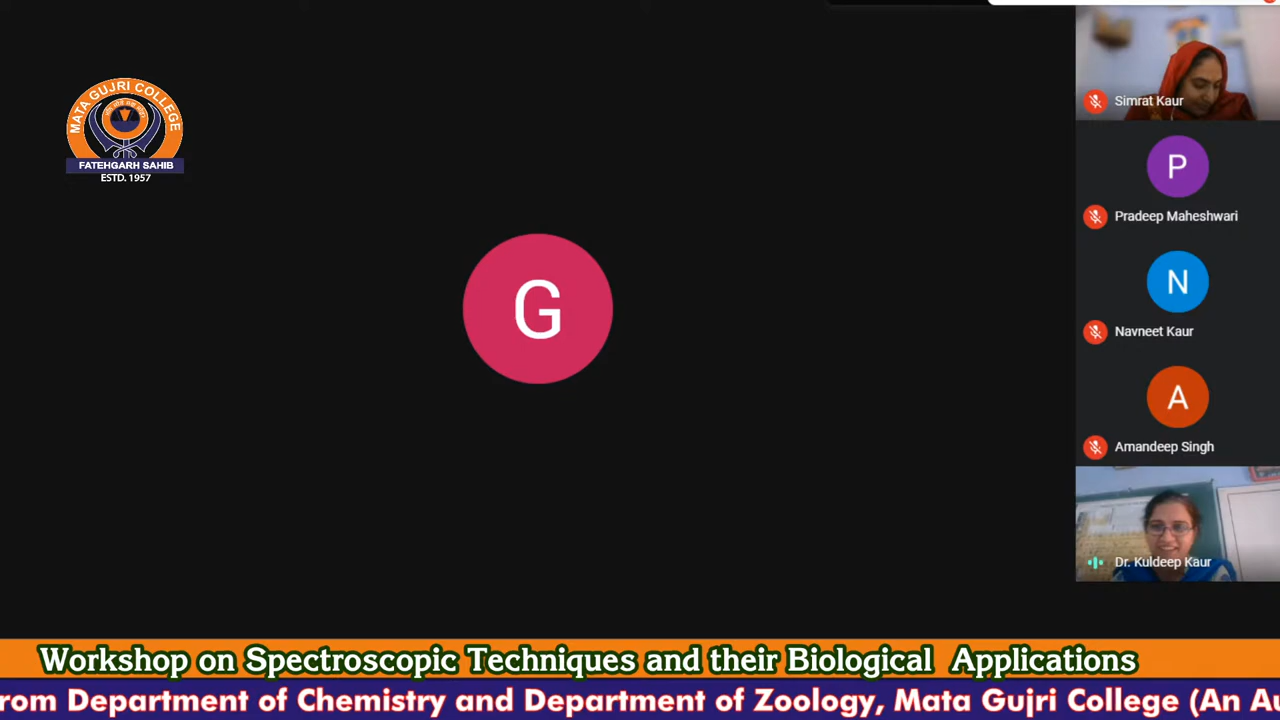 MATA GUJRI COLLEGE
FATEHGARH SAHIB
ESTD. 1957
G
Simrat Kaur
P
Pradeep Maheshwari
N
Navneet Kaur
A
Amandeep Singh
Dr. Kuldeep Kaur
Workshop on Spectroscopic Techniques and their Biological Applications
rom Department of Chemistry and Department of Zoology, Mata Gujri College (An Au